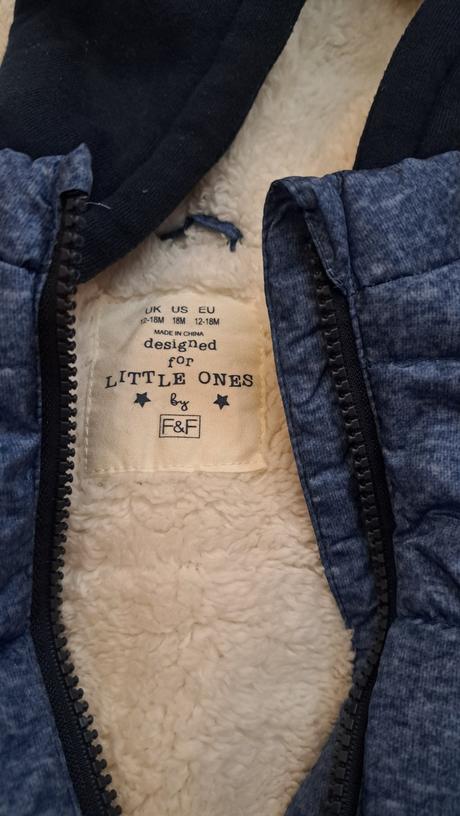 UK US EU
12-18M 18M 12-18M
MADE IN CHINA
designed
for
LITTLE ONES
by
F&F